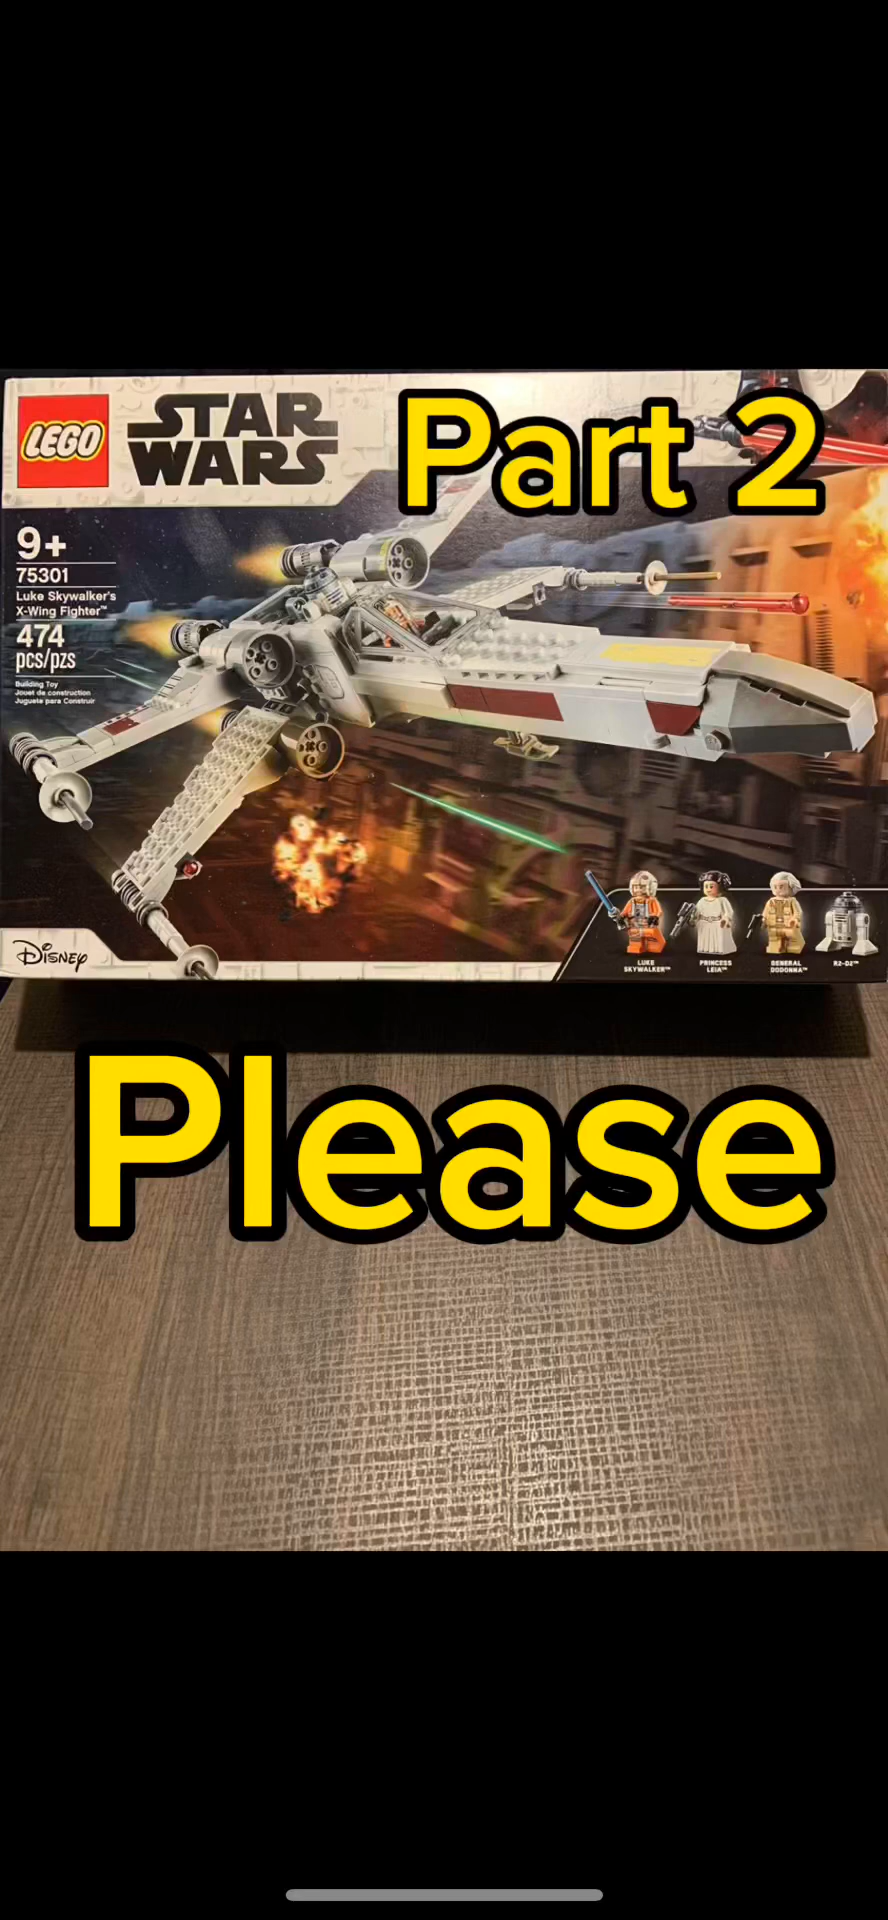 LEGO
STAR
WARS™
Part 2
9+
75301
Luke Skywalker's
X-Wing Fighter™
474
pcs/pzs
Building Toy
Jouet de construction
Juguete para Construir
Disney
LUKE
SKYWALKER™
PRINCESS
LEIA™
GENERAL
DODONNA™
R2-D2™
Please